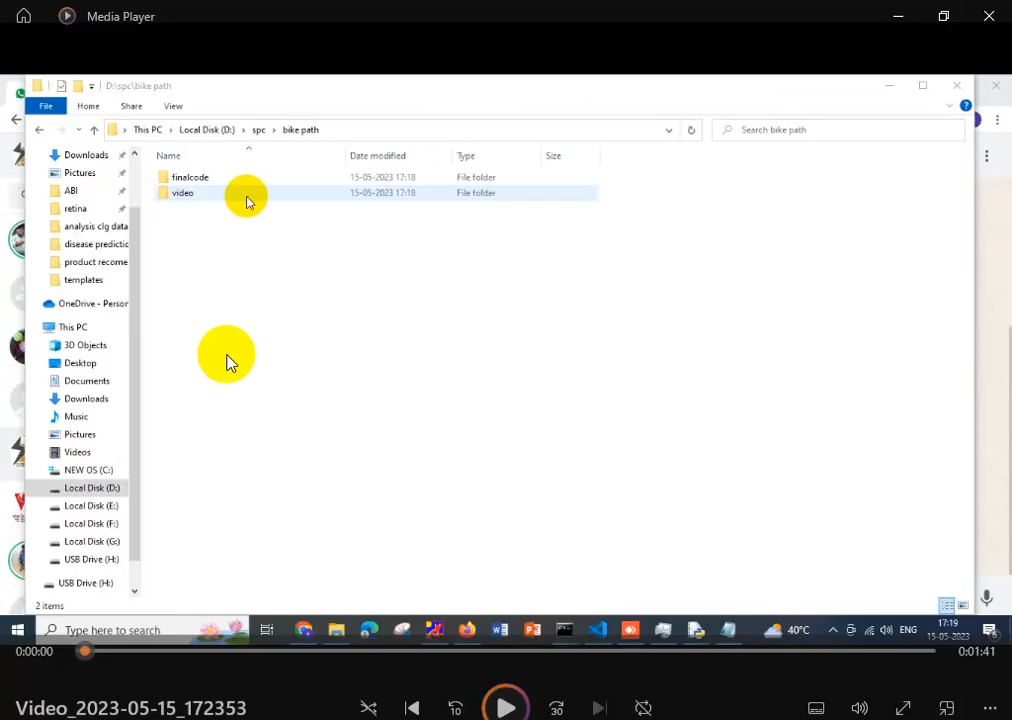 Media Player
D:\spc\bike path
File Home Share View
This PC Local Disk (D:) spc bike path
Search bike path
Name Date modified Type Size
finalcode 15-05-2023 17:18 File folder
video 15-05-2023 17:18 File folder
Downloads
Pictures
ABI
retina
analysis clg data
disease predictic
product recome
templates
OneDrive - Person
This PC
3D Objects
Desktop
Documents
Downloads
Music
Pictures
Videos
NEW OS (C:)
Local Disk (D:)
Local Disk (E:)
Local Disk (F:)
Local Disk (G:)
USB Drive (H:)
USB Drive (H:)
2 items
Type here to search
40°C ENG 17:19
15-05-2023
0:00:00 0:01:41
Video_2023-05-15_172353
10 30